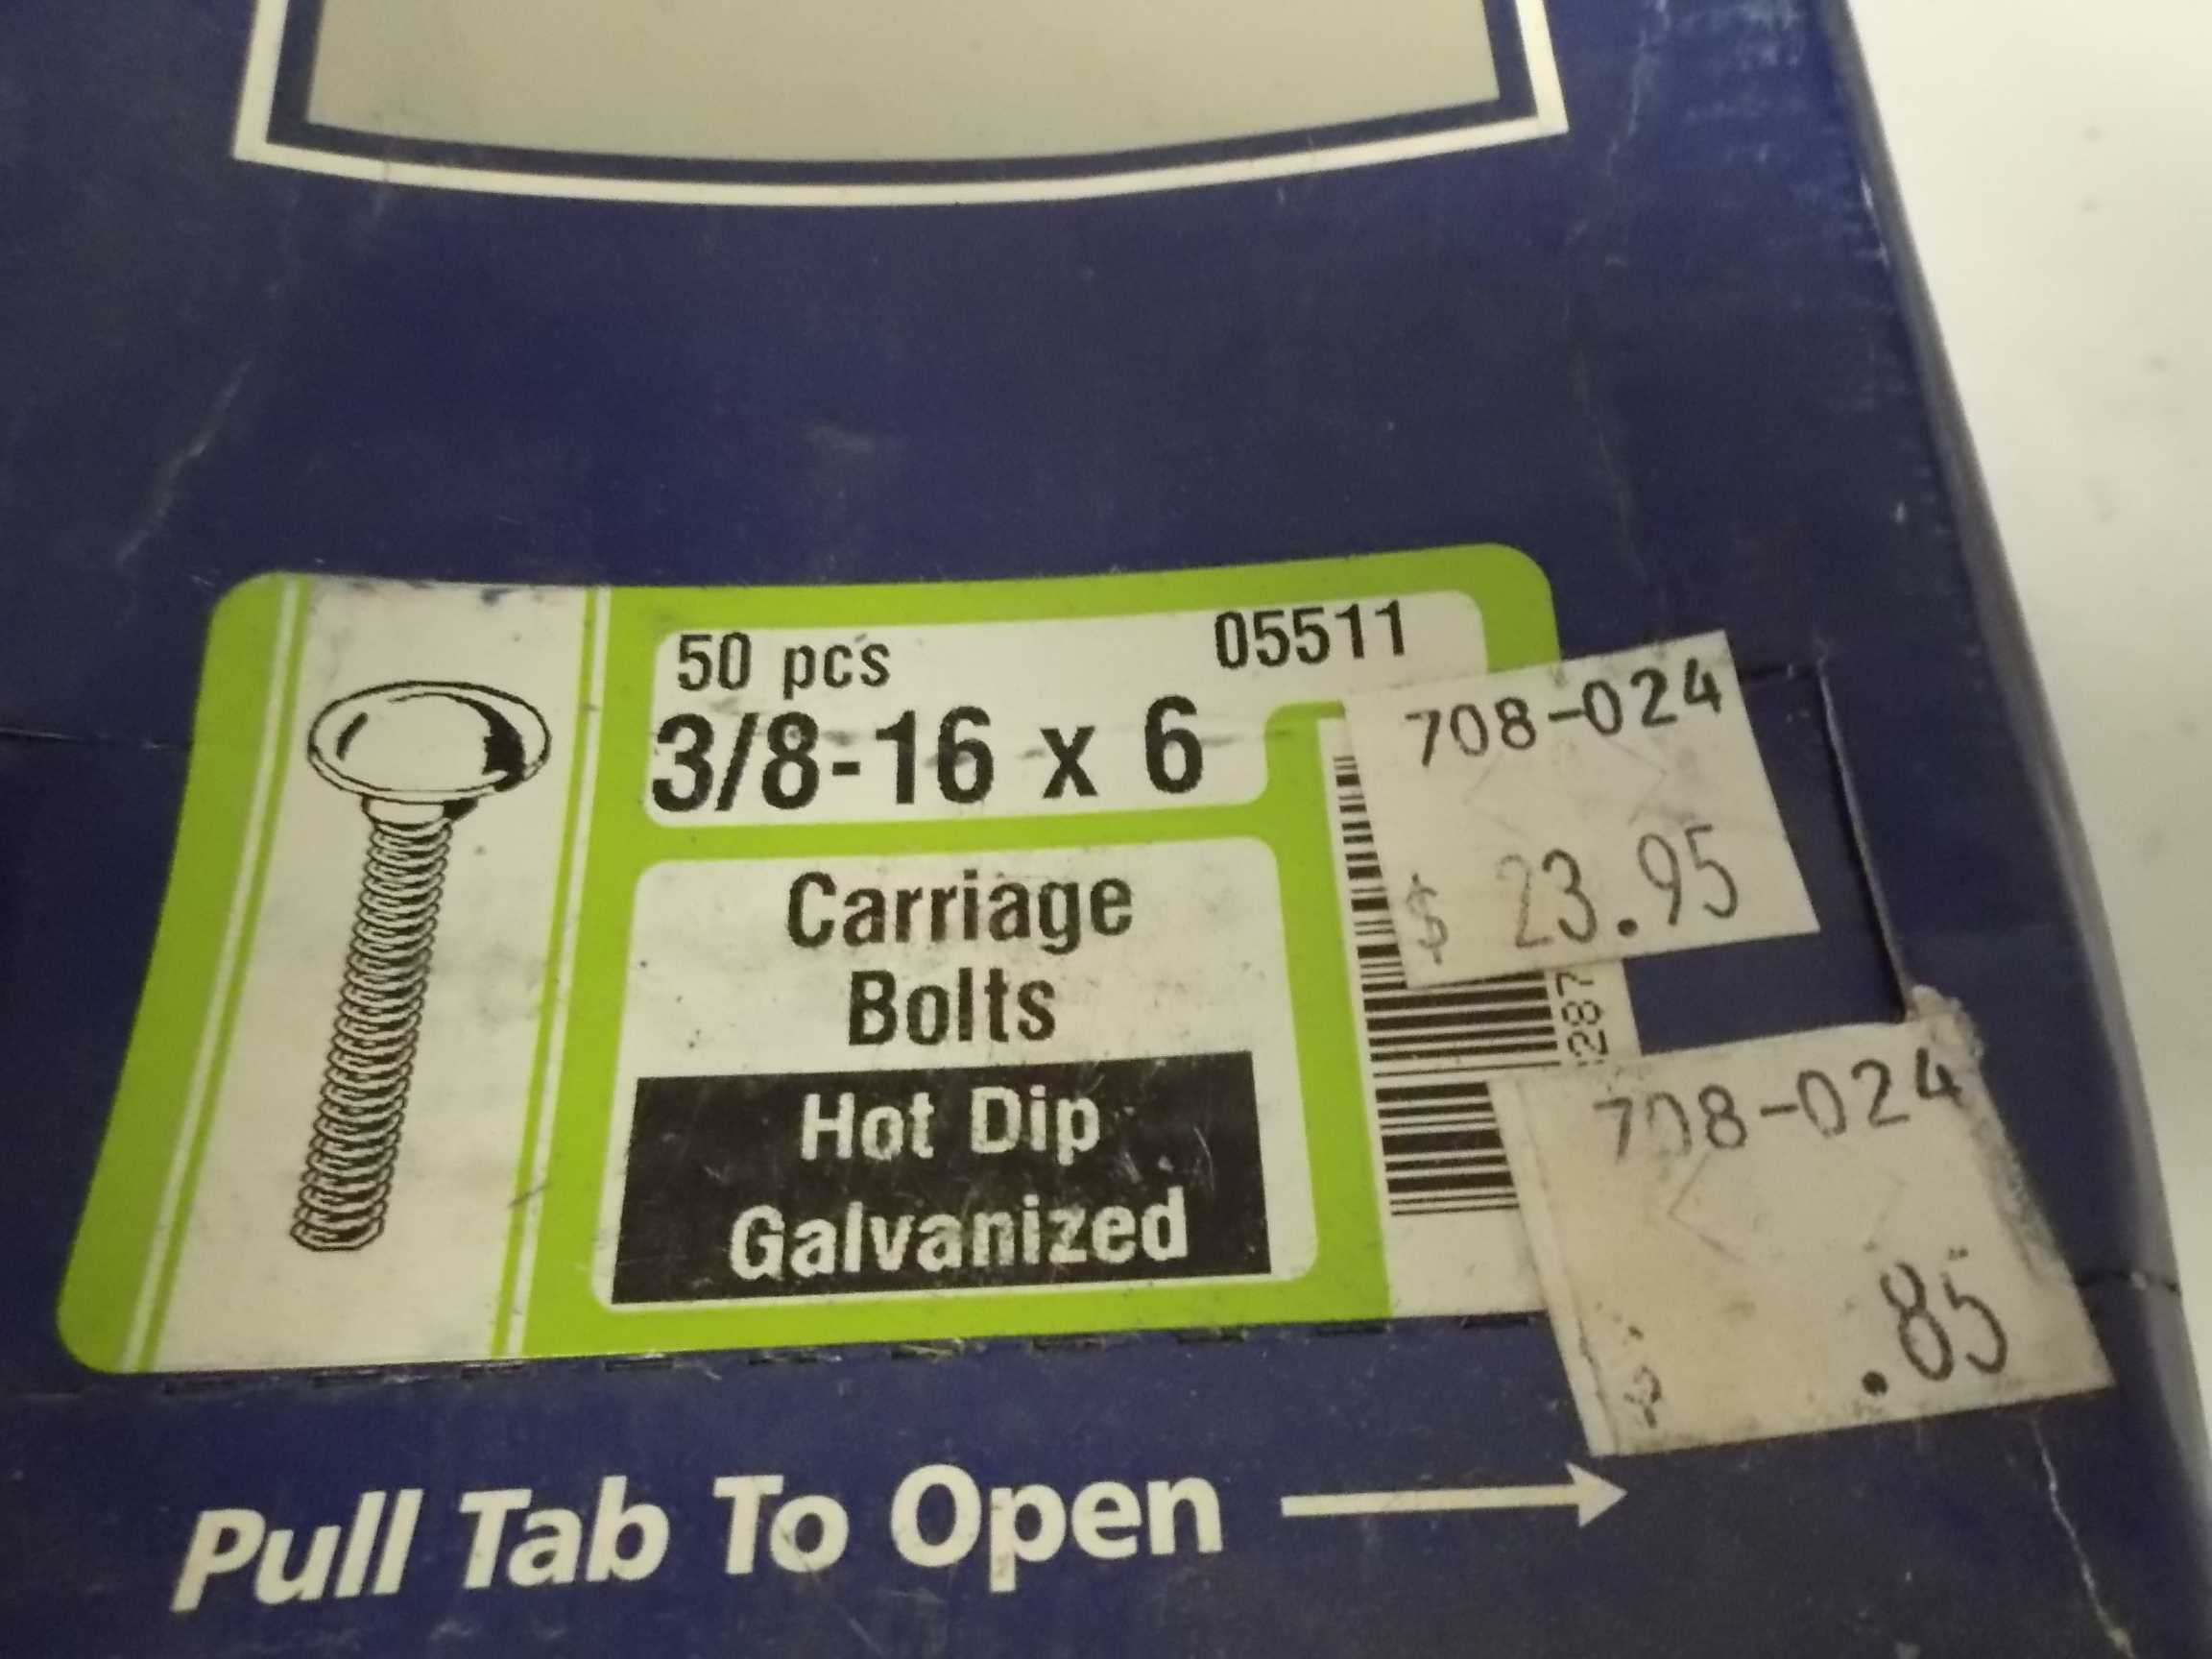 50 pcs 05511
3/8-16 x 6
Carriage
Bolts
Hot Dip
Galvanized
708-024
$ 23.95
287
708-024
.85
Pull Tab To Open